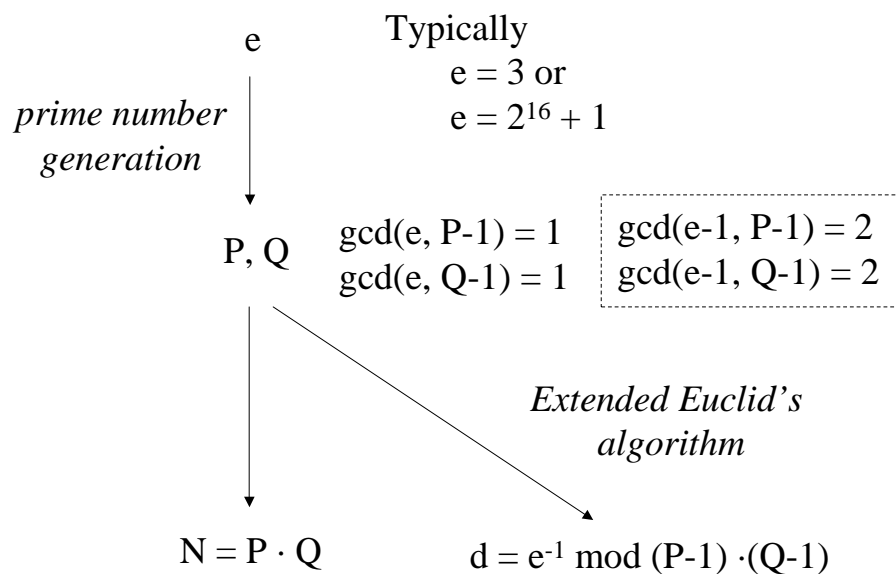 e
Typically
e = 3 or
e = 2¹⁶ + 1
prime number
generation
P, Q
gcd(e, P-1) = 1
gcd(e, Q-1) = 1
gcd(e-1, P-1) = 2
gcd(e-1, Q-1) = 2
Extended Euclid’s
algorithm
N = P · Q
d = e⁻¹ mod (P-1) ·(Q-1)